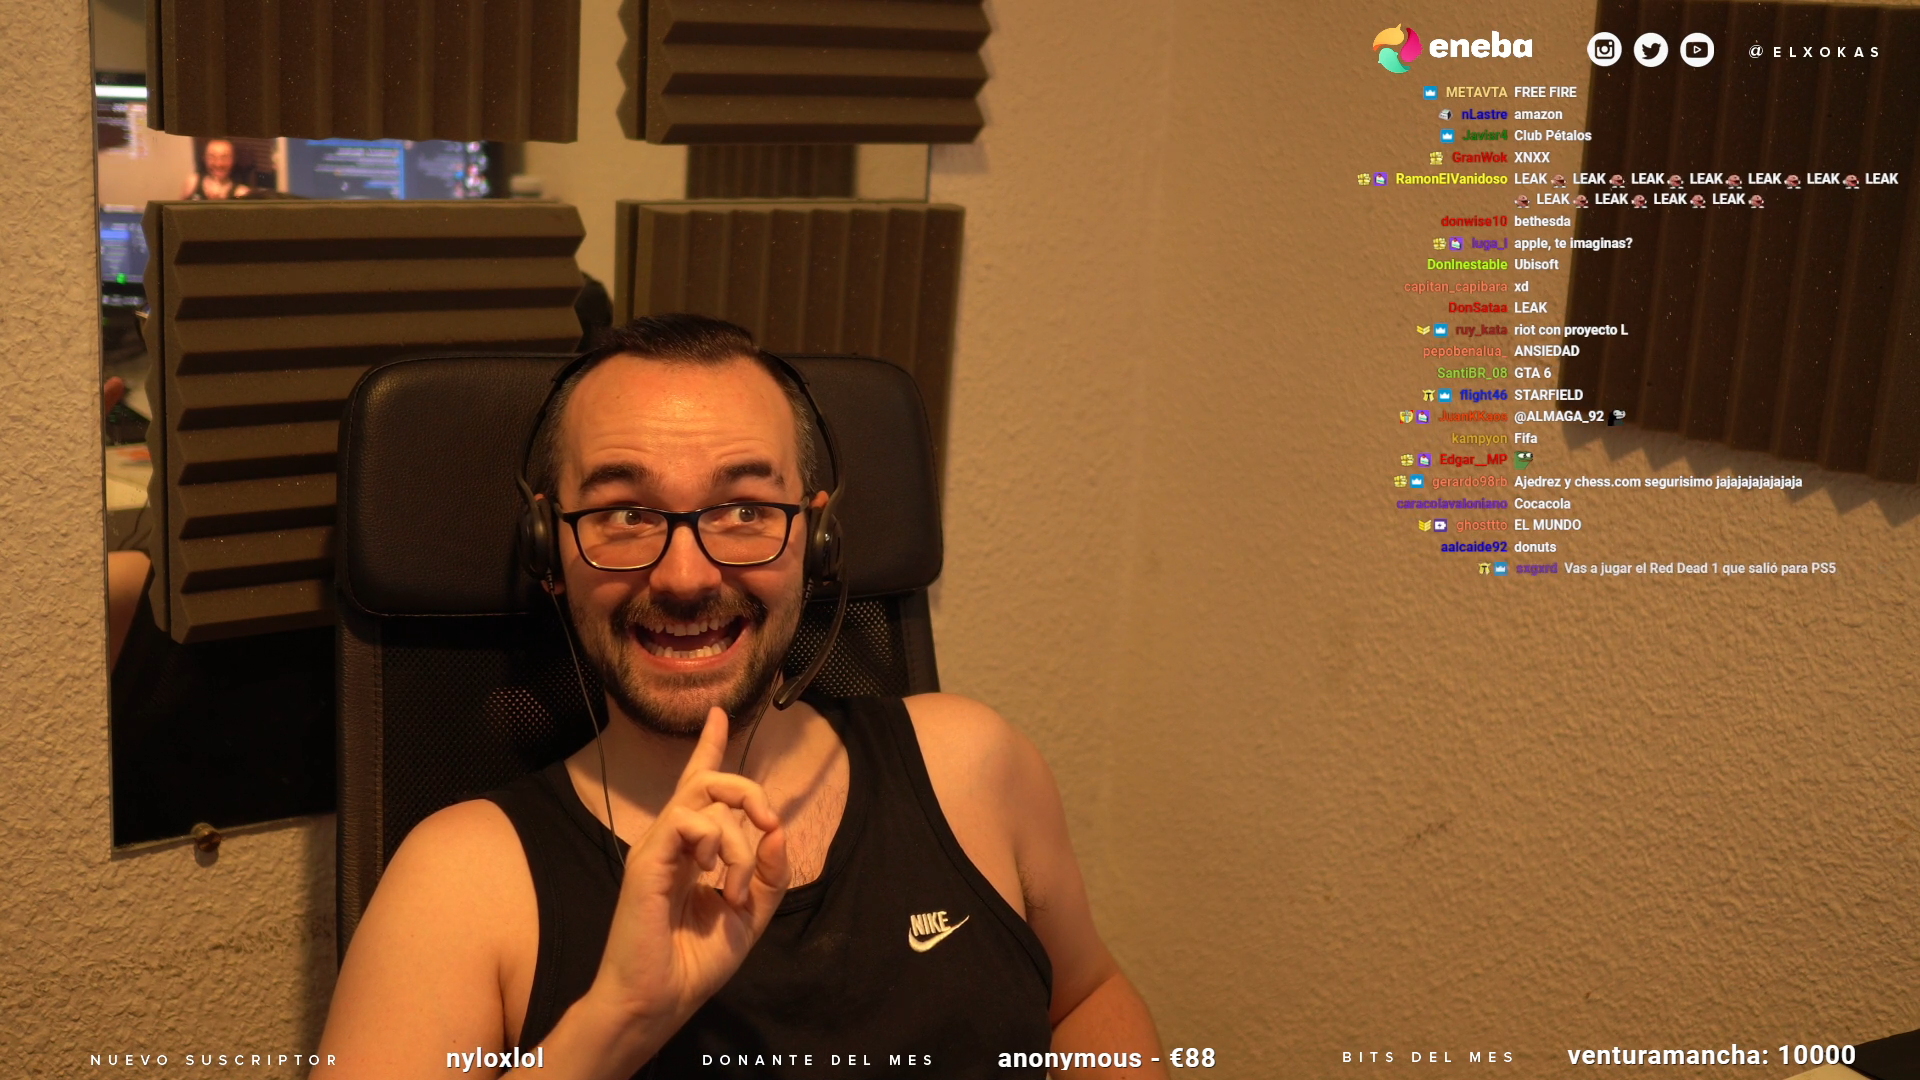 eneba
@ELXOKAS
METAVTA FREE FIRE
nLastre amazon
Javier4 Club Pétalos
GranWok XNXX
RamonElVanidoso LEAK LEAK LEAK LEAK LEAK LEAK LEAK
LEAK LEAK LEAK LEAK
donwise10 bethesda
luga_i apple, te imaginas?
DonInestable Ubisoft
capitan_capibara xd
DonSataa LEAK
ruy_kata riot con proyecto L
pepobenalua_ ANSIEDAD
SantiBR_08 GTA 6
flight46 STARFIELD
@ALMAGA_92
kampyon Fifa
Edgar__MP
gerardo98rb Ajedrez y chess.com segurisimo jajajajajajajaja
caracolavaloniano Cocacola
ghosttto EL MUNDO
aalcaide92 donuts
Vas a jugar el Red Dead 1 que salió para PS5
NIKE
NUEVO SUSCRIPTOR nyloxlol DONANTE DEL MES anonymous - €88 BITS DEL MES venturamancha: 10000